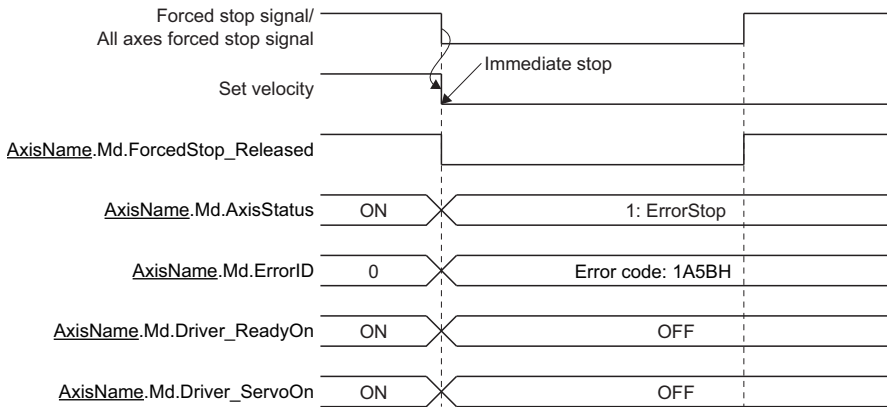 Forced stop signal/
All axes forced stop signal
Immediate stop
Set velocity
AxisName.Md.ForcedStop_Released
AxisName.Md.AxisStatus ON 1: ErrorStop
AxisName.Md.ErrorID 0 Error code: 1A5BH
AxisName.Md.Driver_ReadyOn ON OFF
AxisName.Md.Driver_ServoOn ON OFF